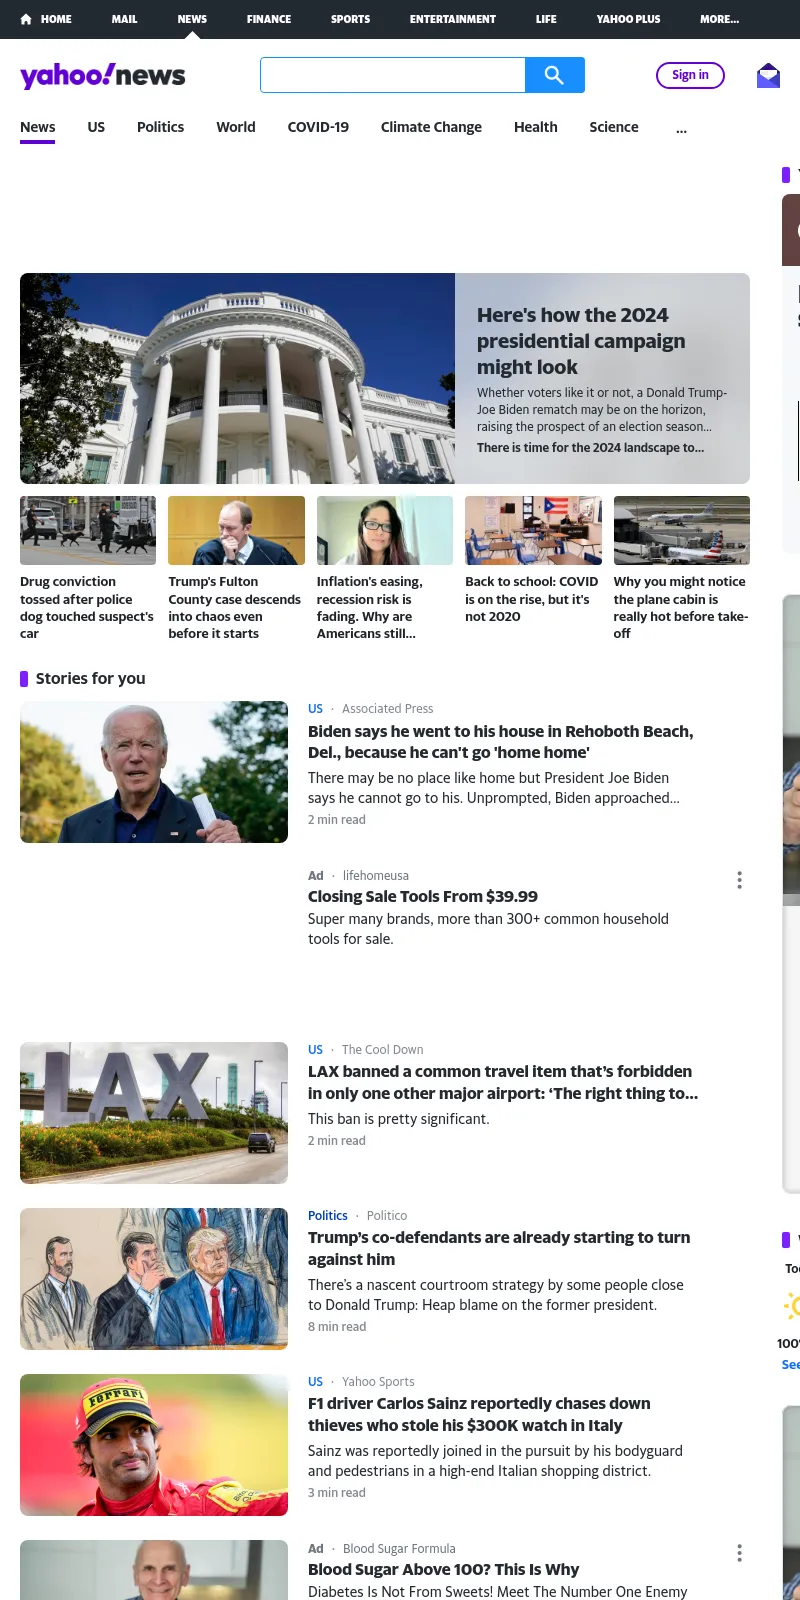 HOME MAIL NEWS FINANCE SPORTS ENTERTAINMENT LIFE YAHOO PLUS MORE...
yahoo!news
Sign in
News US Politics World COVID-19 Climate Change Health Science ...
Here's how the 2024
presidential campaign
might look
Whether voters like it or not, a Donald Trump-
Joe Biden rematch may be on the horizon,
raising the prospect of an election season...
There is time for the 2024 landscape to...
Drug conviction
tossed after police
dog touched suspect's
car
Trump's Fulton
County case descends
into chaos even
before it starts
Inflation's easing,
recession risk is
fading. Why are
Americans still...
Back to school: COVID
is on the rise, but it's
not 2020
Why you might notice
the plane cabin is
really hot before take-
off
Stories for you
US · Associated Press
Biden says he went to his house in Rehoboth Beach,
Del., because he can't go 'home home'
There may be no place like home but President Joe Biden
says he cannot go to his. Unprompted, Biden approached...
2 min read
Ad · lifehomeusa
Closing Sale Tools From $39.99
Super many brands, more than 300+ common household
tools for sale.
LAX
US · The Cool Down
LAX banned a common travel item that’s forbidden
in only one other major airport: ‘The right thing to...
This ban is pretty significant.
2 min read
Politics · Politico
Trump’s co-defendants are already starting to turn
against him
There’s a nascent courtroom strategy by some people close
to Donald Trump: Heap blame on the former president.
8 min read
Ferrari
US · Yahoo Sports
F1 driver Carlos Sainz reportedly chases down
thieves who stole his $300K watch in Italy
Sainz was reportedly joined in the pursuit by his bodyguard
and pedestrians in a high-end Italian shopping district.
3 min read
Ad · Blood Sugar Formula
Blood Sugar Above 100? This Is Why
Diabetes Is Not From Sweets! Meet The Number One Enemy
100°
See